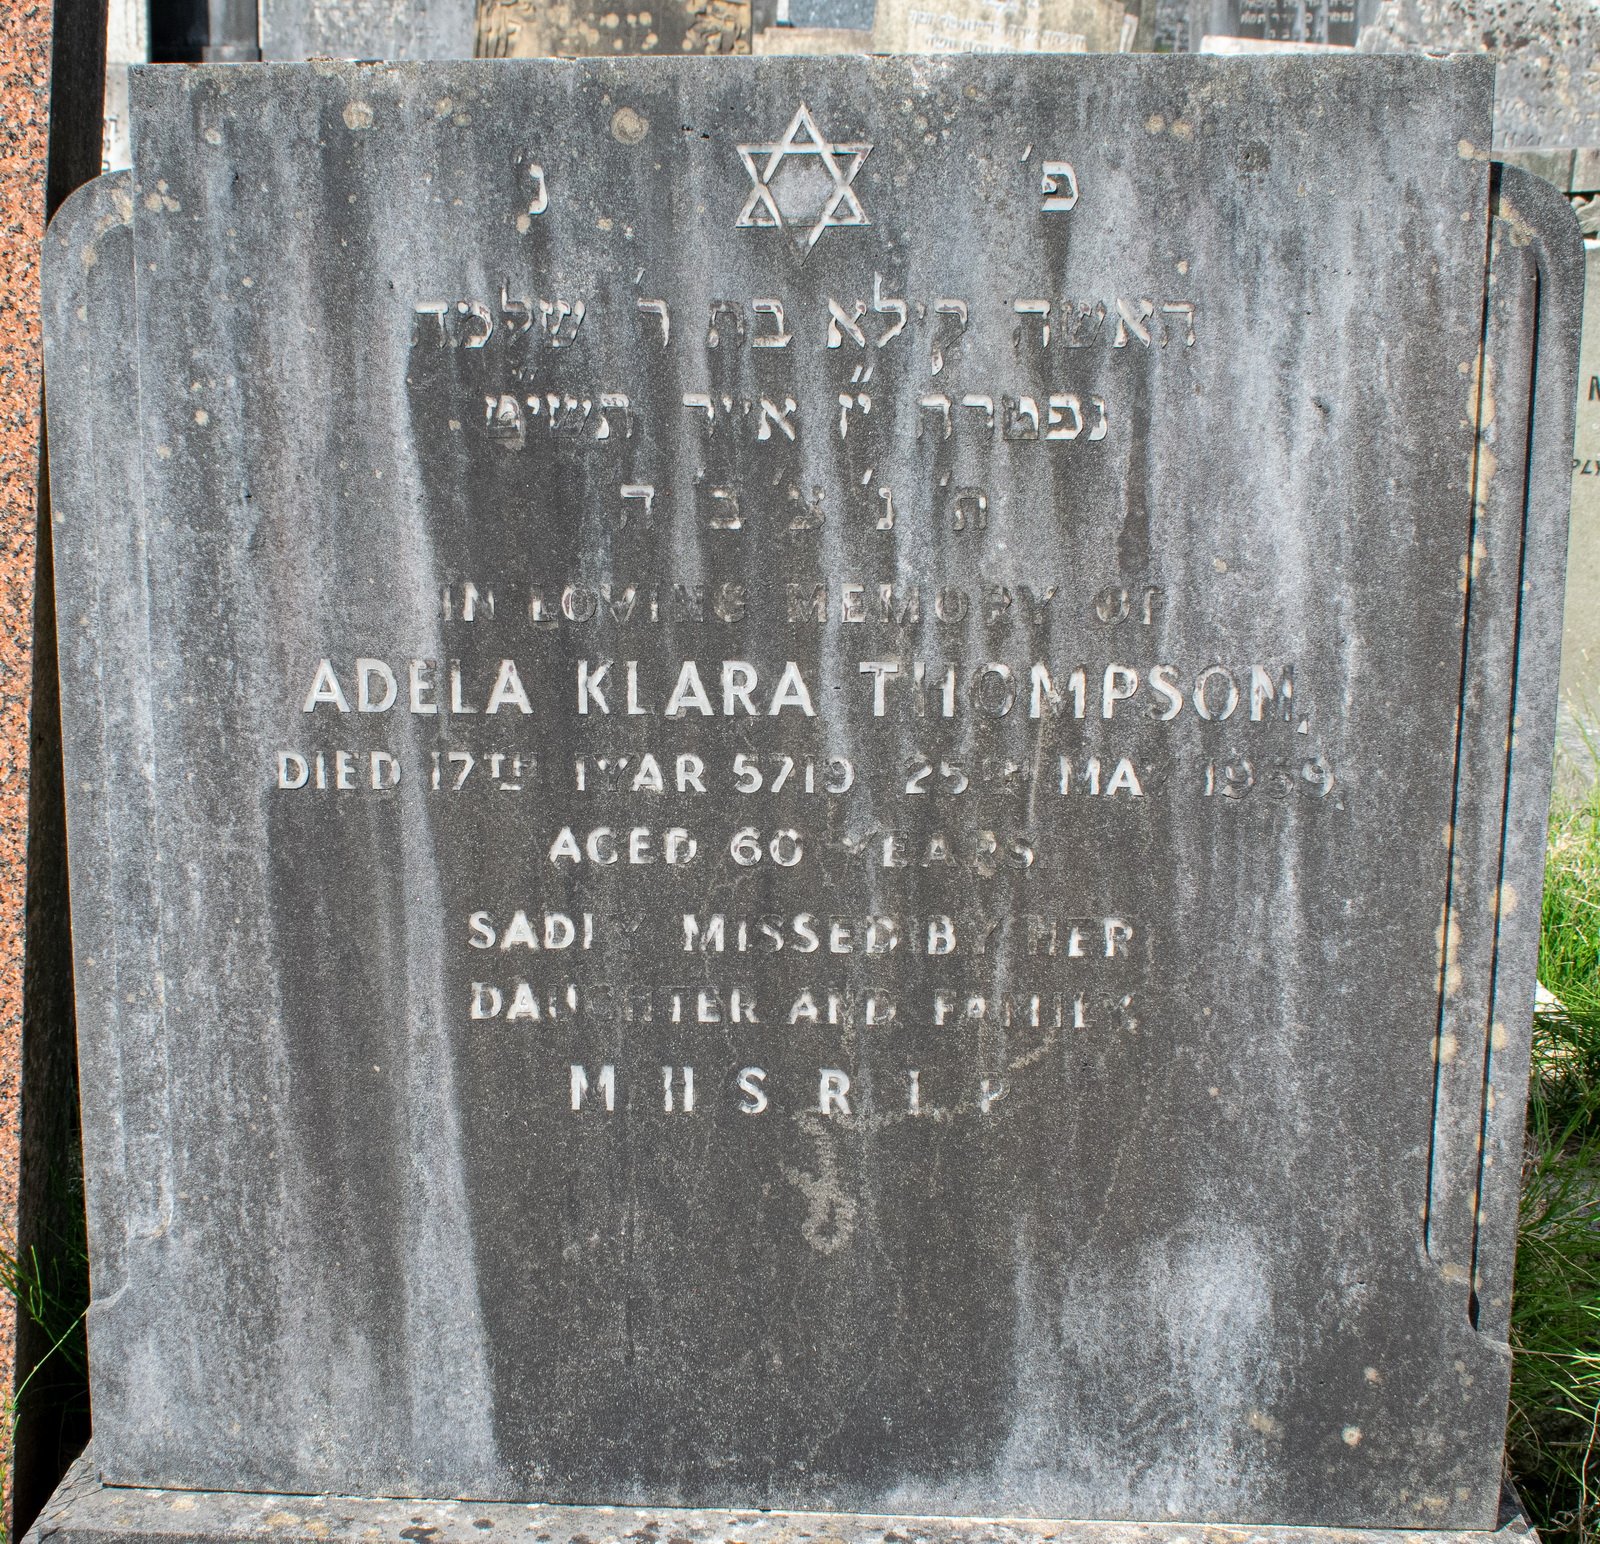 פ' נ'
האשה קילא בת ר' שלמה
נפטרה י"ז אייר תשי"ט
ת' נ' צ' ב' ה'
IN LOVING MEMORY OF
ADELA KLARA THOMPSON,
DIED 17TH IYAR 5719 25TH MAY 1959,
AGED 60 YEARS
SADLY MISSED BY HER
DAUGHTER AND FAMILY.
M H S R I P